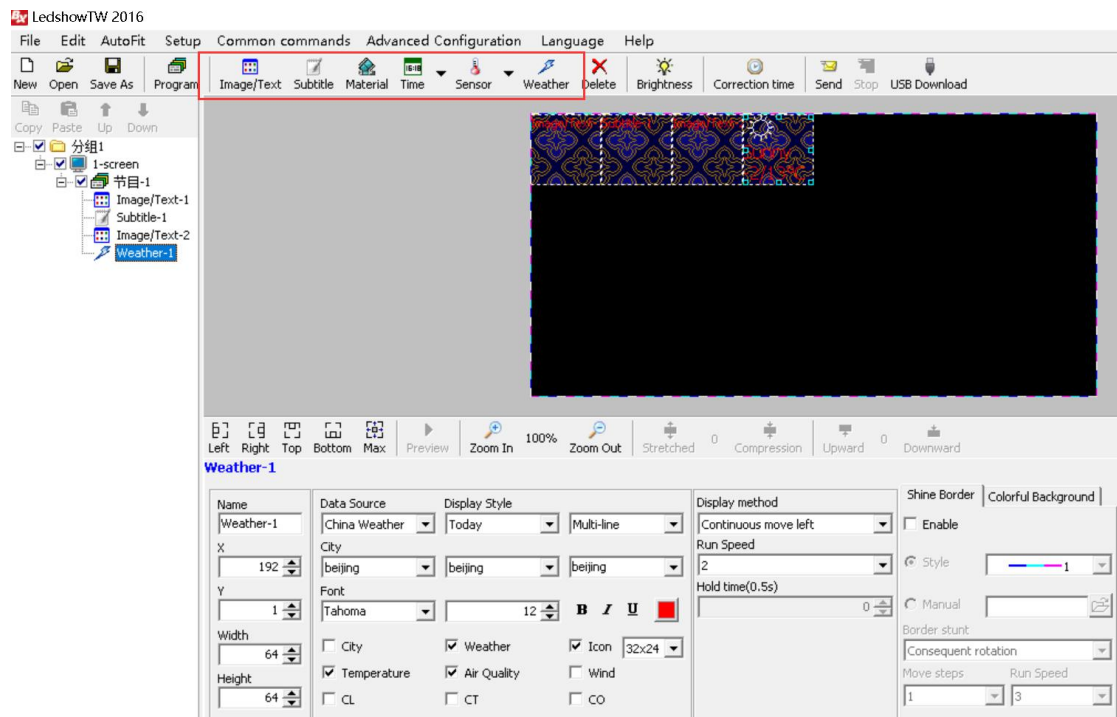 LedshowTW 2016
File Edit AutoFit Setup Common commands Advanced Configuration Language Help
New Open Save As Program Image/Text Subtitle Material Time Sensor Weather Delete Brightness Correction time Send Stop USB Download
Copy Paste Up Down
分组1
1-screen
节目-1
Image/Text-1
Subtitle-1
Image/Text-2
Weather-1
Left Right Top Bottom Max Preview Zoom In 100% Zoom Out Stretched 0 Compression Upward 0 Downward
Weather-1
Name Data Source Display Style Display method Shine Border Colorful Background
Weather-1 China Weather Today Multi-line Continuous move left Enable
X City Run Speed
192 beijing beijing beijing 2 Style 1
Y Font Hold time(0.5s)
1 Tahoma 12 B I U 0 Manual
Width Border stunt
64 City Weather Icon 32x24 Consequent rotation
Height Temperature Air Quality Wind Move steps Run Speed
64 CL CT CO 1 3